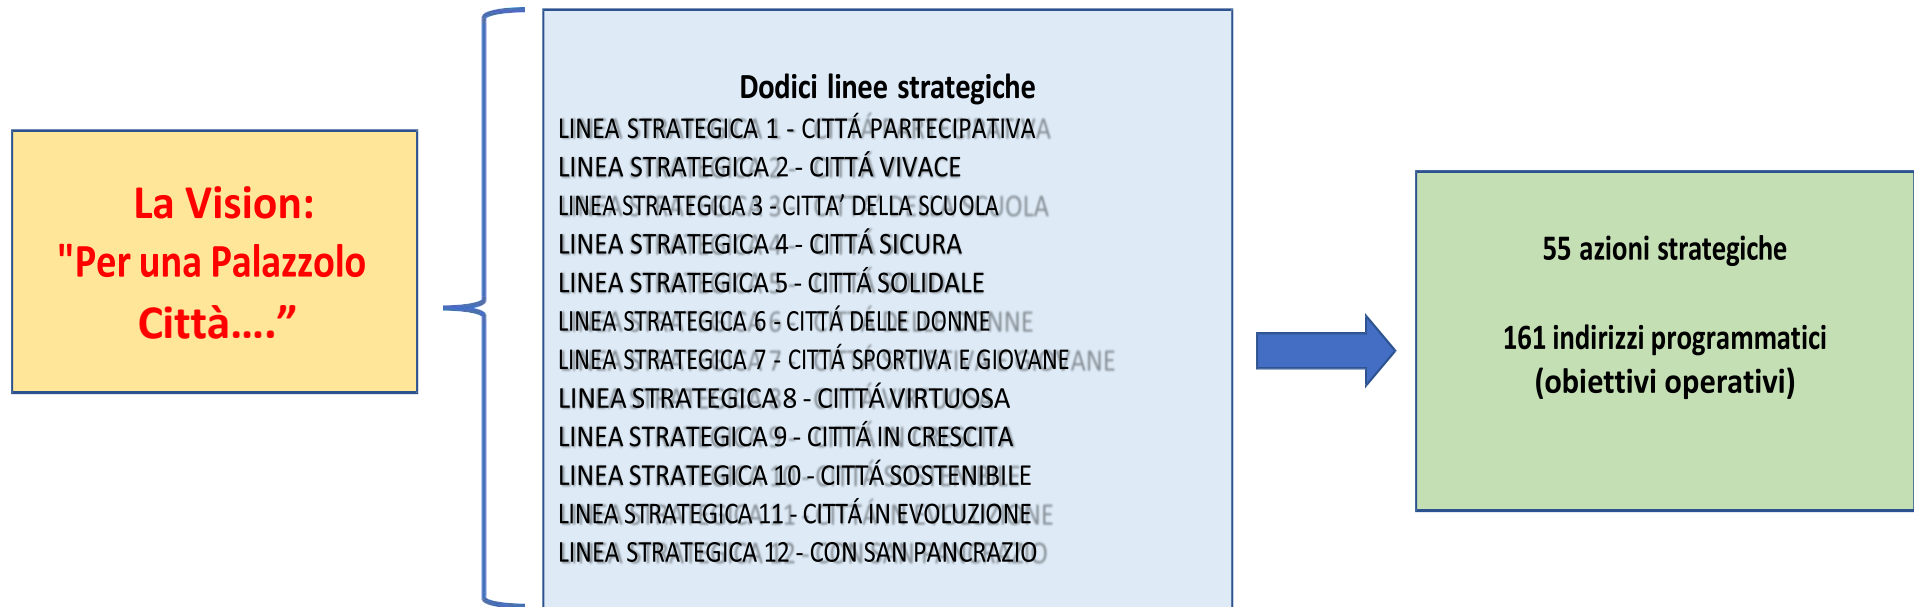 La Vision:
"Per una Palazzolo
Città....”
Dodici linee strategiche
LINEA STRATEGICA 1 - CITTÁ PARTECIPATIVA
LINEA STRATEGICA 2 - CITTÁ VIVACE
LINEA STRATEGICA 3 - CITTA’ DELLA SCUOLA
LINEA STRATEGICA 4 - CITTÁ SICURA
LINEA STRATEGICA 5 - CITTÁ SOLIDALE
LINEA STRATEGICA 6 - CITTÁ DELLE DONNE
LINEA STRATEGICA 7 - CITTÁ SPORTIVA E GIOVANE
LINEA STRATEGICA 8 - CITTÁ VIRTUOSA
LINEA STRATEGICA 9 - CITTÁ IN CRESCITA
LINEA STRATEGICA 10 - CITTÁ SOSTENIBILE
LINEA STRATEGICA 11 - CITTÁ IN EVOLUZIONE
LINEA STRATEGICA 12 - CON SAN PANCRAZIO
55 azioni strategiche
161 indirizzi programmatici
(obiettivi operativi)